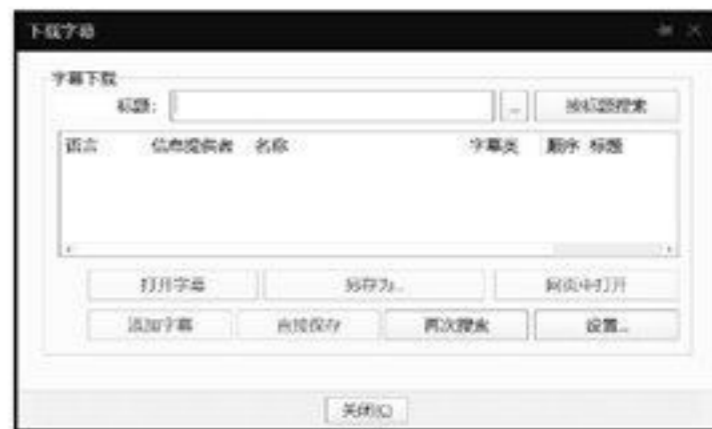 下载字幕
字幕下载
标题: ... 按标题搜索
语言 信息提供者 名称 字幕类 顺序 标题
打开字幕 另存为... 网页中打开
添加字幕 直接保存 再次搜索 设置...
关闭(C)